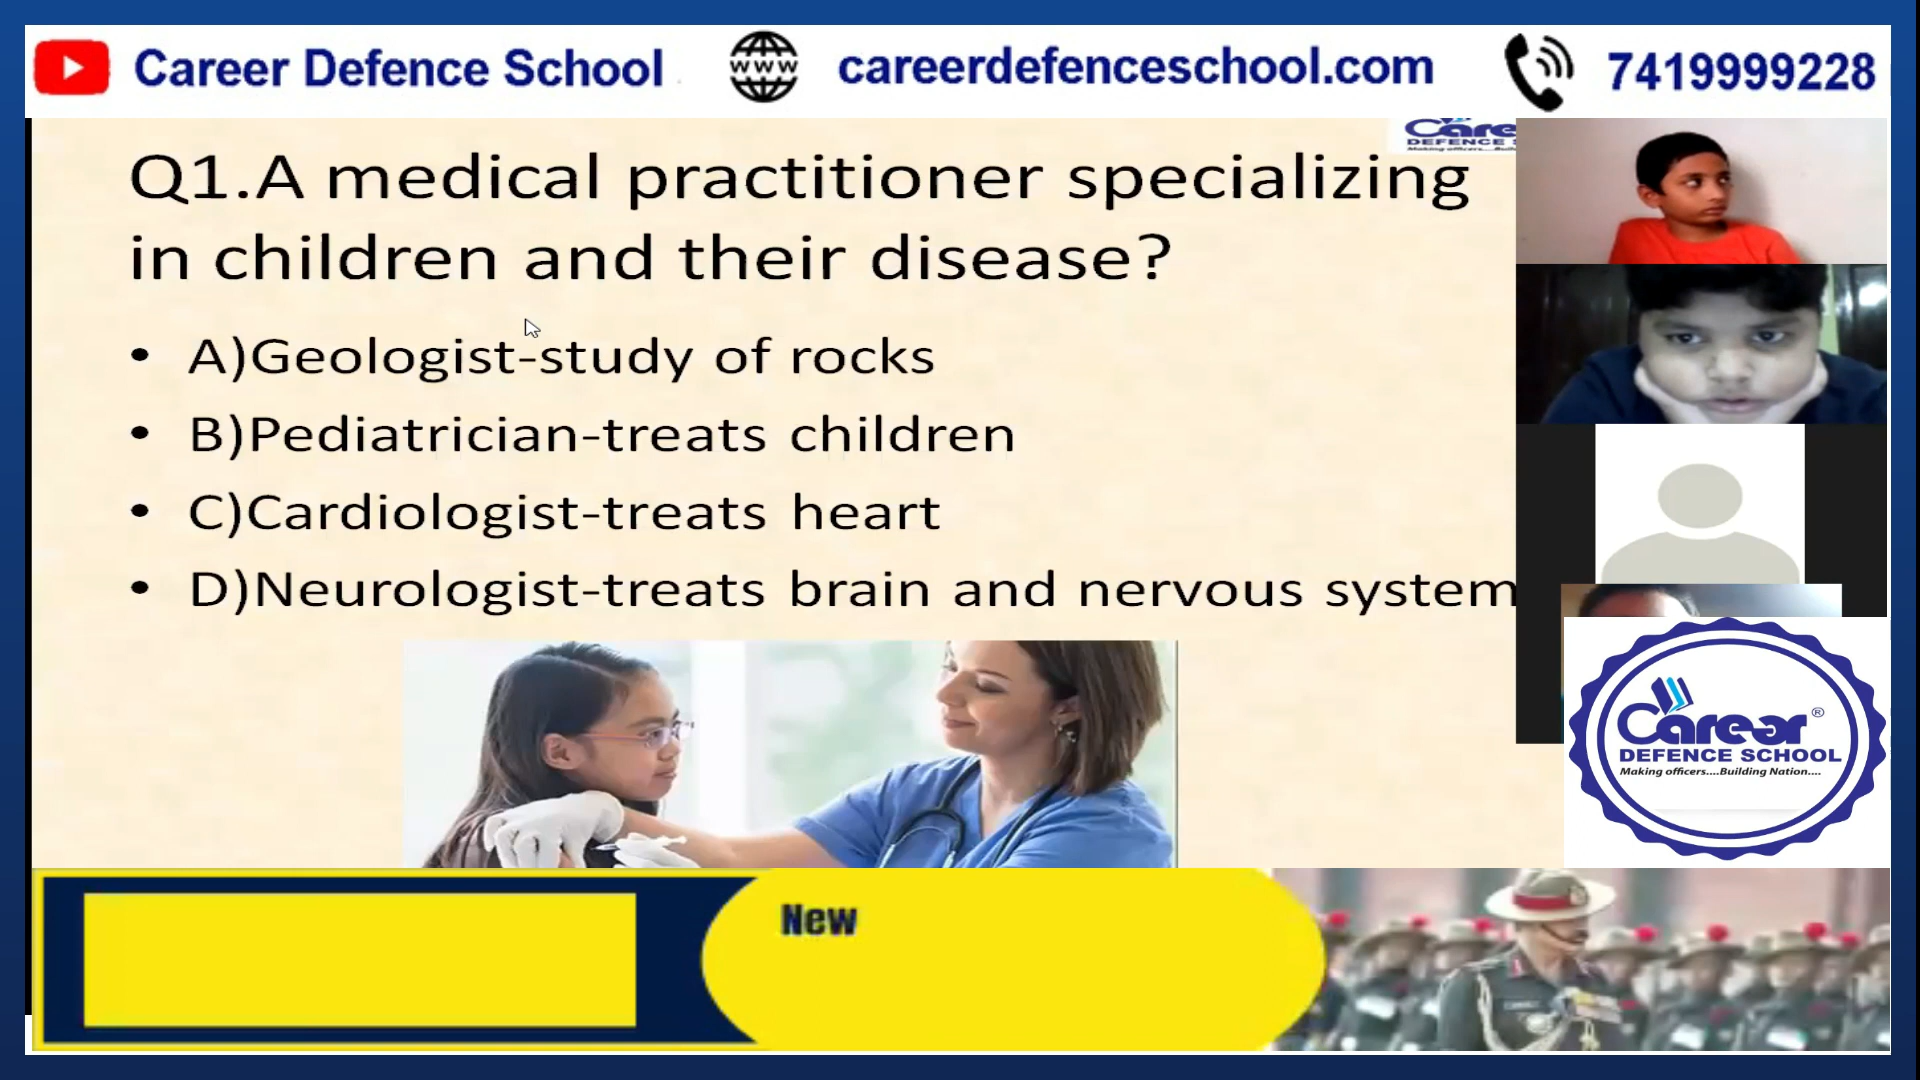 Career Defence School
www
careerdefenceschool.com
7419999228
DEFENCE
Q1.A medical practitioner specializing
in children and their disease?
• A)Geologist-study of rocks
• B)Pediatrician-treats children
• C)Cardiologist-treats heart
• D)Neurologist-treats brain and nervous system
Career®
DEFENCE SCHOOL
Making officers....Building Nation....
New